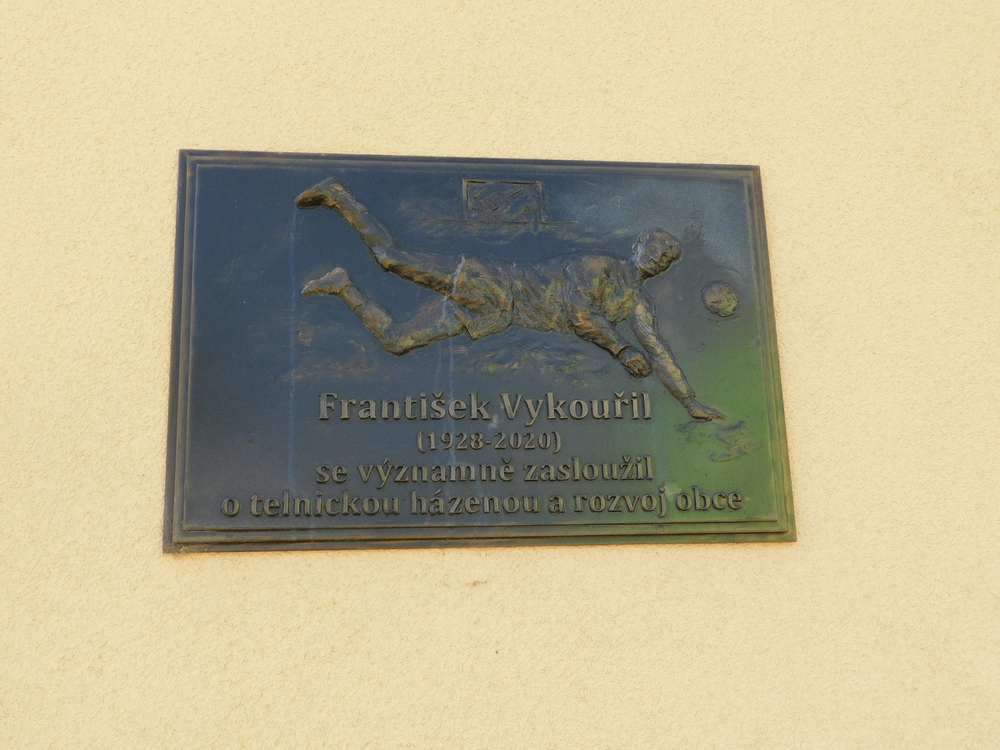 František Vykouřil
(1928-2020)
se významně zasloužil
o telnickou házenou a rozvoj obce